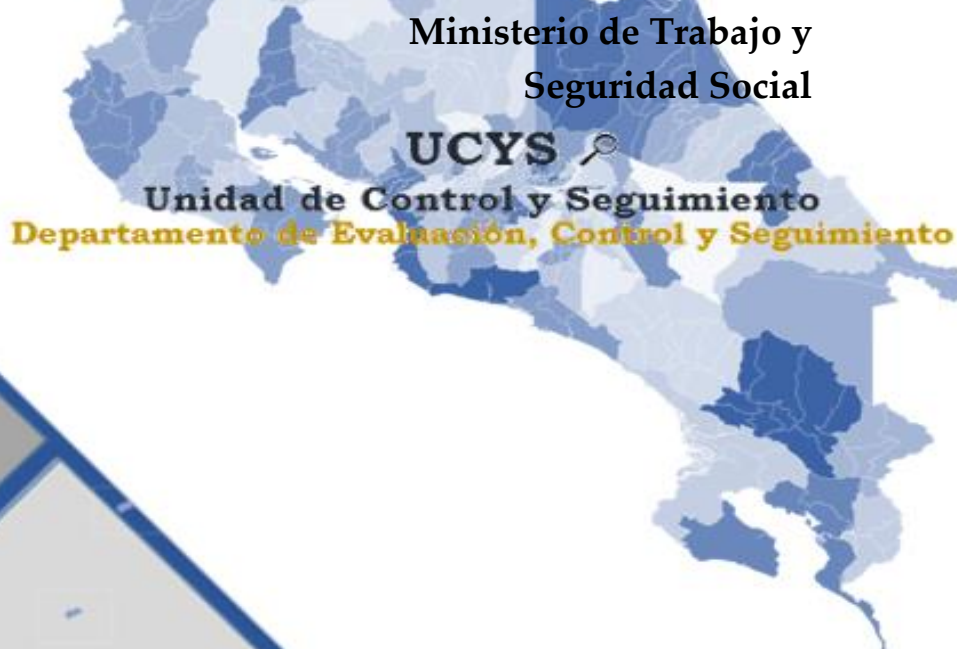 Ministerio de Trabajo y
Seguridad Social
UCYS
Unidad de Control y Seguimiento
Departamento de Evaluación, Control y Seguimiento